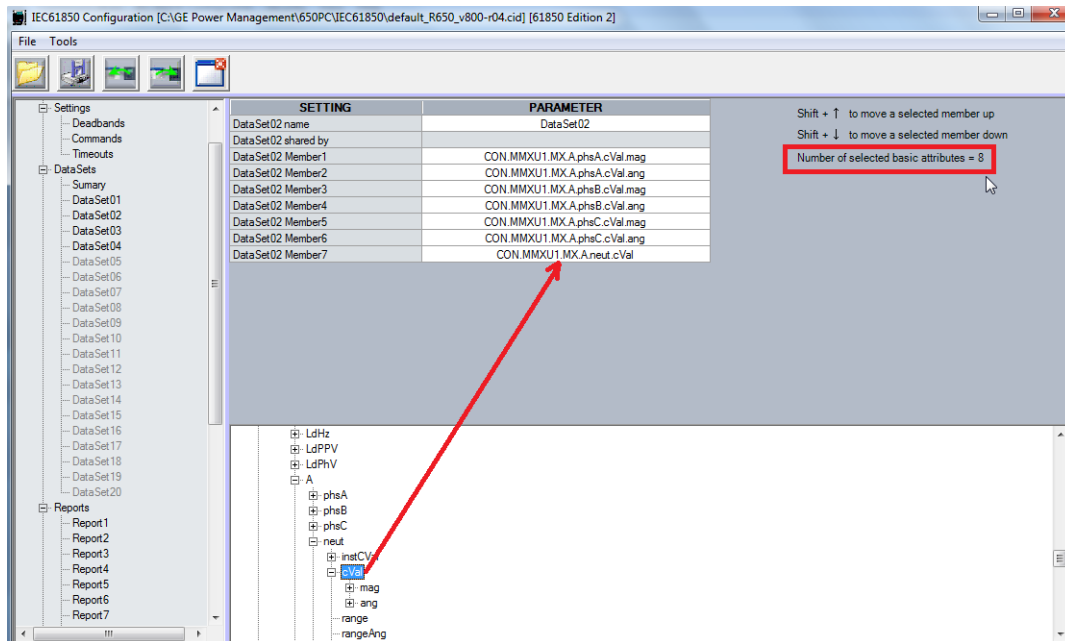 IEC61850 Configuration [C:\GE Power Management\650PC\IEC61850\default_R650_v800-r04.cid] [61850 Edition 2]
File Tools
Settings
Deadbands
Commands
Timeouts
DataSets
Sumary
DataSet01
DataSet02
DataSet03
DataSet04
DataSet05
DataSet06
DataSet07
DataSet08
DataSet09
DataSet10
DataSet11
DataSet12
DataSet13
DataSet14
DataSet15
DataSet16
DataSet17
DataSet18
DataSet19
DataSet20
Reports
Report1
Report2
Report3
Report4
Report5
Report6
Report7
SETTING PARAMETER
DataSet02 name DataSet02
DataSet02 shared by
DataSet02 Member1 CON.MMXU1.MX.A.phsA.cVal.mag
DataSet02 Member2 CON.MMXU1.MX.A.phsA.cVal.ang
DataSet02 Member3 CON.MMXU1.MX.A.phsB.cVal.mag
DataSet02 Member4 CON.MMXU1.MX.A.phsB.cVal.ang
DataSet02 Member5 CON.MMXU1.MX.A.phsC.cVal.mag
DataSet02 Member6 CON.MMXU1.MX.A.phsC.cVal.ang
DataSet02 Member7 CON.MMXU1.MX.A.neut.cVal
Shift + ↑ to move a selected member up
Shift + ↓ to move a selected member down
Number of selected basic attributes = 8
LdHz
LdPPV
LdPhV
A
phsA
phsB
phsC
neut
instCVal
cVal
mag
ang
range
rangeAng